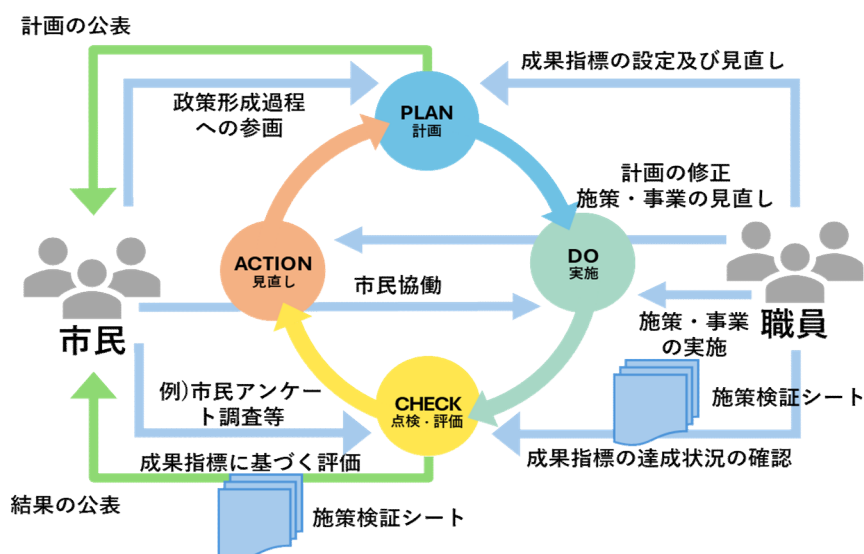 計画の公表
成果指標の設定及び見直し
政策形成過程
への参画
PLAN
計画
計画の修正
施策・事業の見直し
ACTION
見直し
DO
実施
市民協働
市民
職員
施策・事業
の実施
例)市民アンケー
ト調査等
CHECK
点検・評価
施策検証シート
成果指標に基づく評価
成果指標の達成状況の確認
結果の公表
施策検証シート